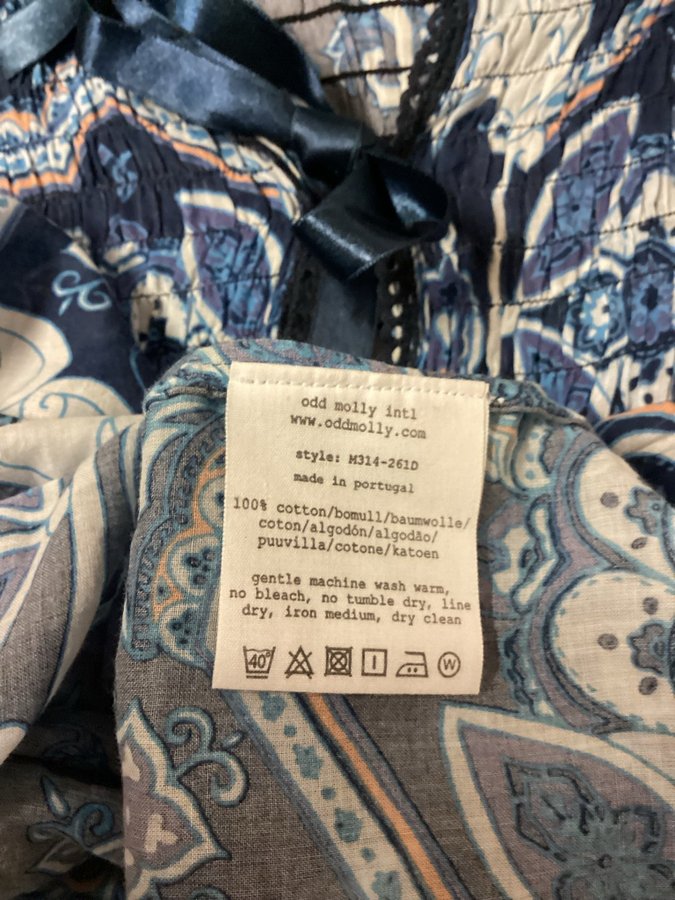 odd molly intl
www.oddmolly.com
style: M314-261D
made in portugal
100% cotton/bomull/baumwolle/
coton/algodón/algodão/
puuvilla/cotone/katoen
gentle machine wash warm,
no bleach, no tumble dry, line
dry, iron medium, dry clean
40° W